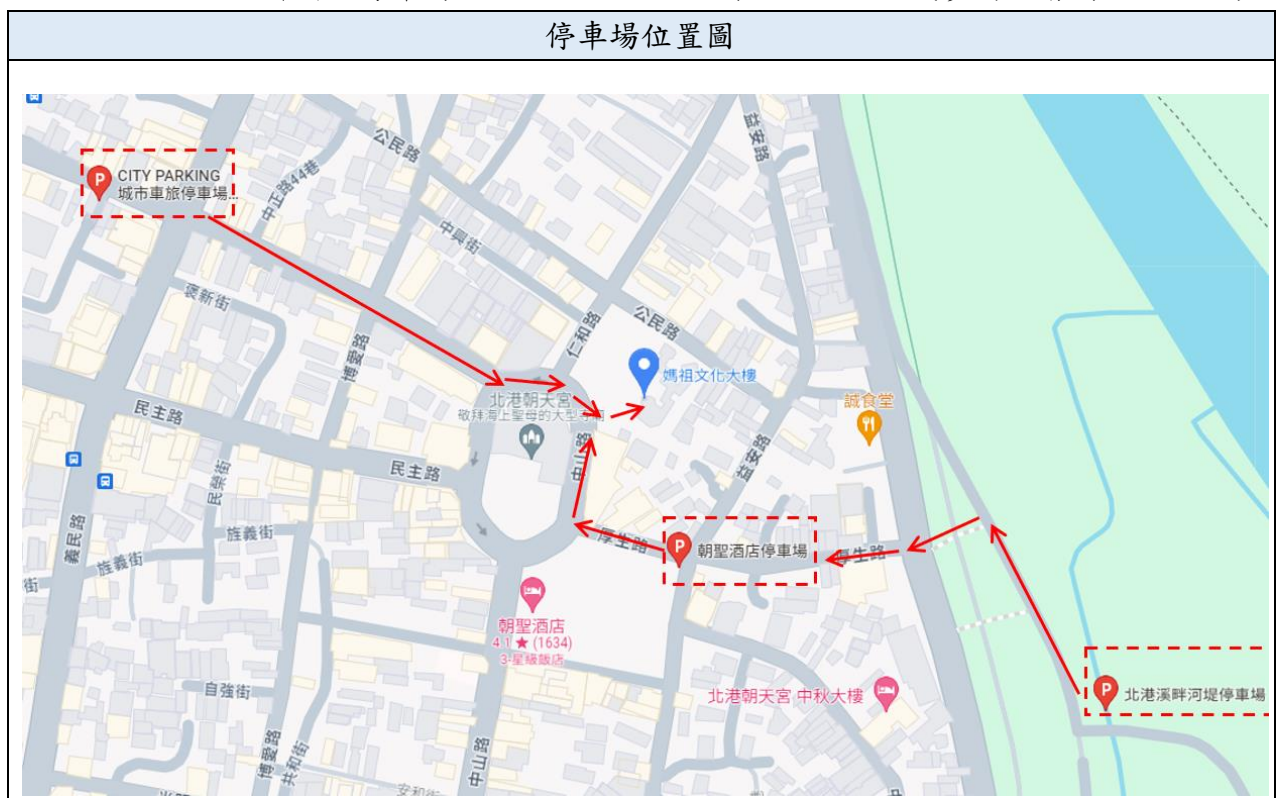 停車場位置圖
公民路
益安路
CITY PARKING
城市車旅停車場...
中正路44巷
中興街
褒新街
仁和路
公民路
博愛路
媽祖文化大樓
北港朝天宮
敬拜海上聖母的大型寺廟
誠食堂
民主路
中山路
益安路
民主路
民榮街
旌義街
厚生路
朝聖酒店停車場
厚生路
義民路
旌義街
街
朝聖酒店
4.1 ★ (1634)
3 星級飯店
自強街
北港朝天宮 中秋大樓
北港溪畔河堤停車場
博愛路
共和街
中山路